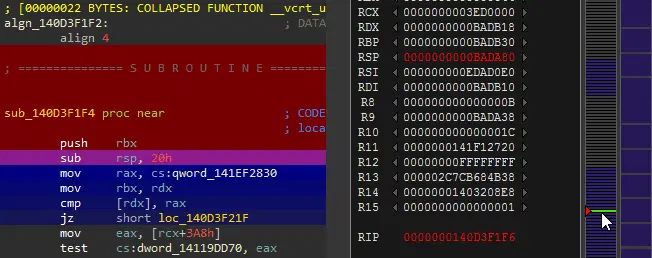 ; [00000022 BYTES: COLLAPSED FUNCTION __vcrt_u
algn_140D3F1F2: ; DATA
align 4
; =============== S U B R O U T I N E ========
sub_140D3F1F4 proc near ; CODE
; loca
push rbx
sub rsp, 20h
mov rax, cs:qword_141EF2830
mov rbx, rdx
cmp [rdx], rax
jz short loc_140D3F21F
mov eax, [rcx+3A8h]
test cs:dword_14119DD70, eax
RCX 0000000003ED0000
RDX 0000000000BADB18
RBP 0000000000BADB30
RSP 0000000000BADA80
RSI 000000000EDAD0E0
RDI 0000000000BADB10
R8 000000000000000B
R9 0000000000BADA38
R10 000000000000001C
R11 0000000141F12720
R12 00000000FFFFFFFF
R13 000002C7CB684B38
R14 00000001403208E8
R15 0000000000000001
RIP 0000000140D3F1F6